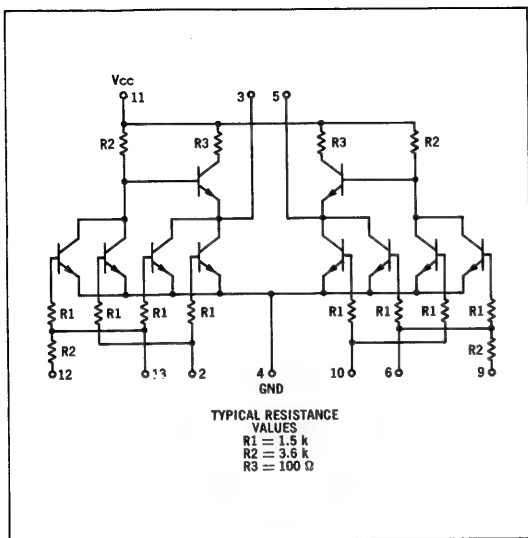 Vcc
11 3 5
R2 R3 R3 R2
R1 R1 R1 R1 R1 R1 R1 R1
R2 R2
12 13 2 4 10 6 9
GND
TYPICAL RESISTANCE
VALUES
R1 = 1.5 k
R2 = 3.6 k
R3 = 100 Ω